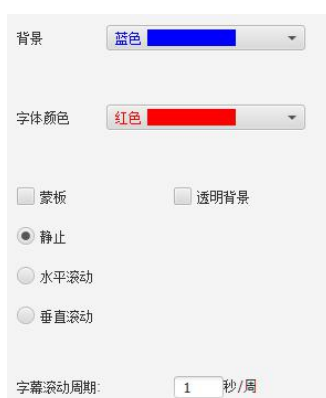 背景 蓝色
字体颜色 红色
蒙板 透明背景
静止
水平滚动
垂直滚动
字幕滚动周期: 1 秒/周